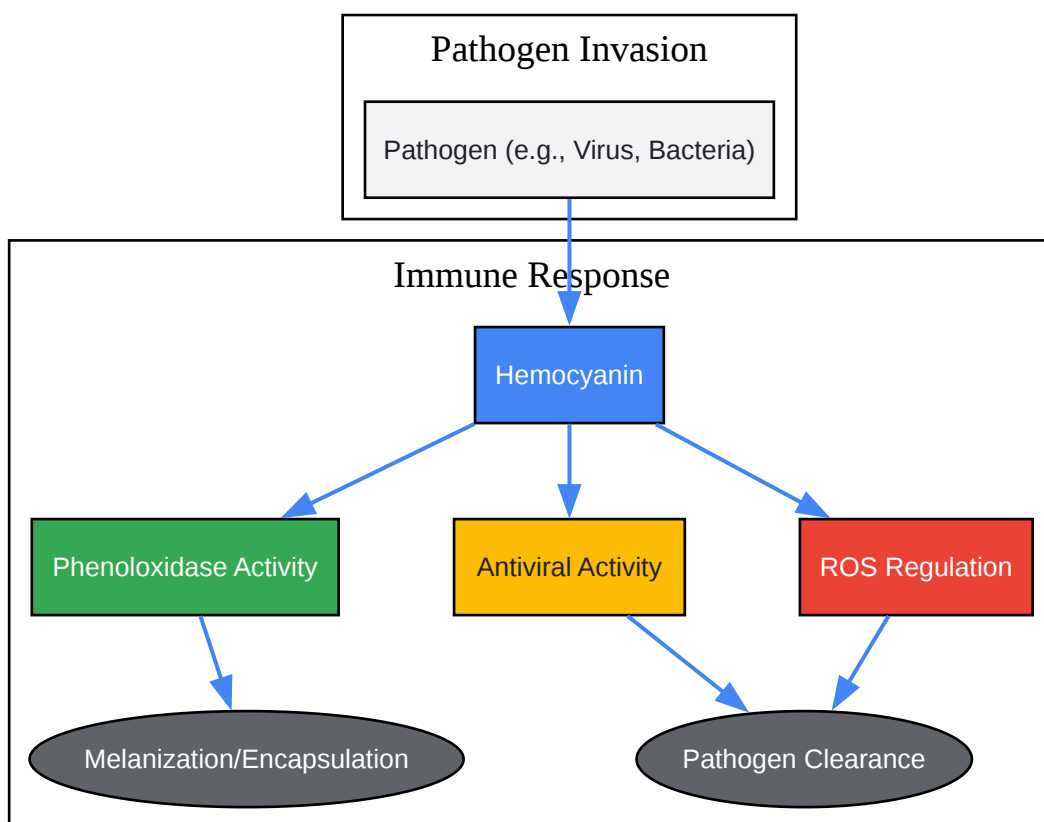 Pathogen Invasion
Pathogen (e.g., Virus, Bacteria)
Immune Response
Hemocyanin
Phenoloxidase Activity
Antiviral Activity
ROS Regulation
Melanization/Encapsulation
Pathogen Clearance